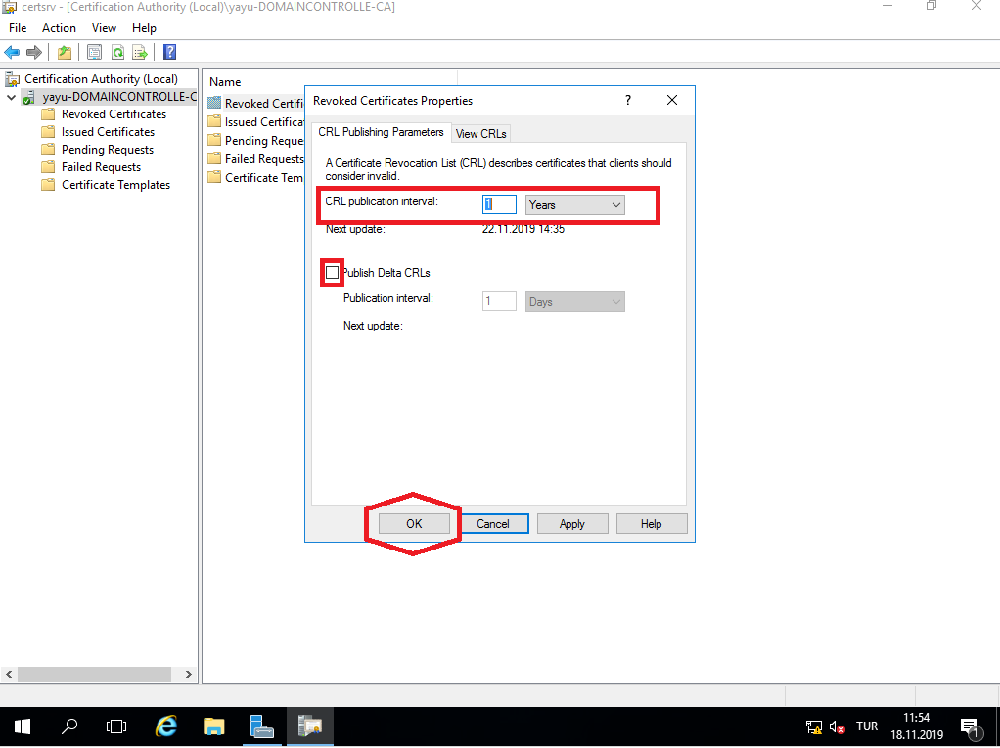 certsrv - [Certification Authority (Local)\yayu-DOMAINCONTROLLE-CA]
File Action View Help
Certification Authority (Local)
yayu-DOMAINCONTROLLE-C
Revoked Certificates
Issued Certificates
Pending Requests
Failed Requests
Certificate Templates
Name
Revoked Certifi
Issued Certifica
Pending Reque
Failed Requests
Certificate Tem
Revoked Certificates Properties
?
CRL Publishing Parameters View CRLs
A Certificate Revocation List (CRL) describes certificates that clients should
consider invalid.
CRL publication interval: 1 Years
Next update: 22.11.2019 14:35
Publish Delta CRLs
Publication interval: 1 Days
Next update:
OK Cancel Apply Help
TUR
11:54
18.11.2019
1